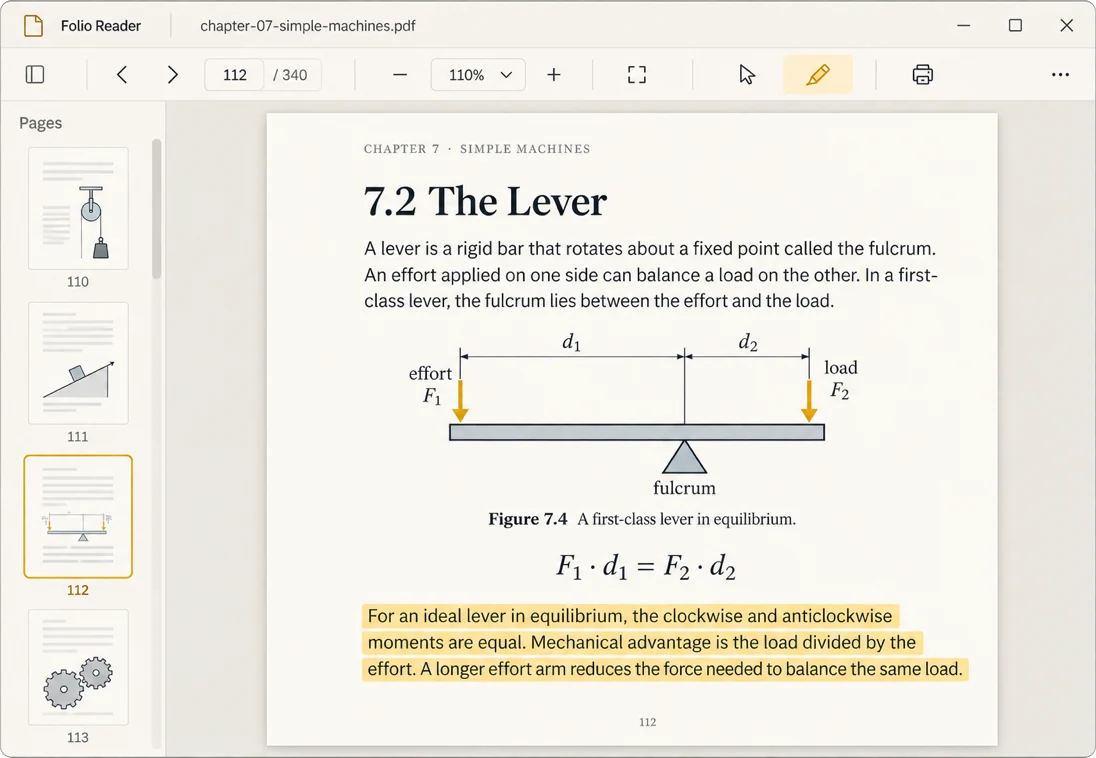 Folio Reader
chapter-07-simple-machines.pdf
112 / 340
110%
Pages
110
111
112
113
CHAPTER 7 · SIMPLE MACHINES
7.2 The Lever
A lever is a rigid bar that rotates about a fixed point called the fulcrum.
An effort applied on one side can balance a load on the other. In a first-
class lever, the fulcrum lies between the effort and the load.
d₁ d₂
effort load
F₁ F₂
fulcrum
Figure 7.4 A first-class lever in equilibrium.
F₁ · d₁ = F₂ · d₂
For an ideal lever in equilibrium, the clockwise and anticlockwise
moments are equal. Mechanical advantage is the load divided by the
effort. A longer effort arm reduces the force needed to balance the same load.
112